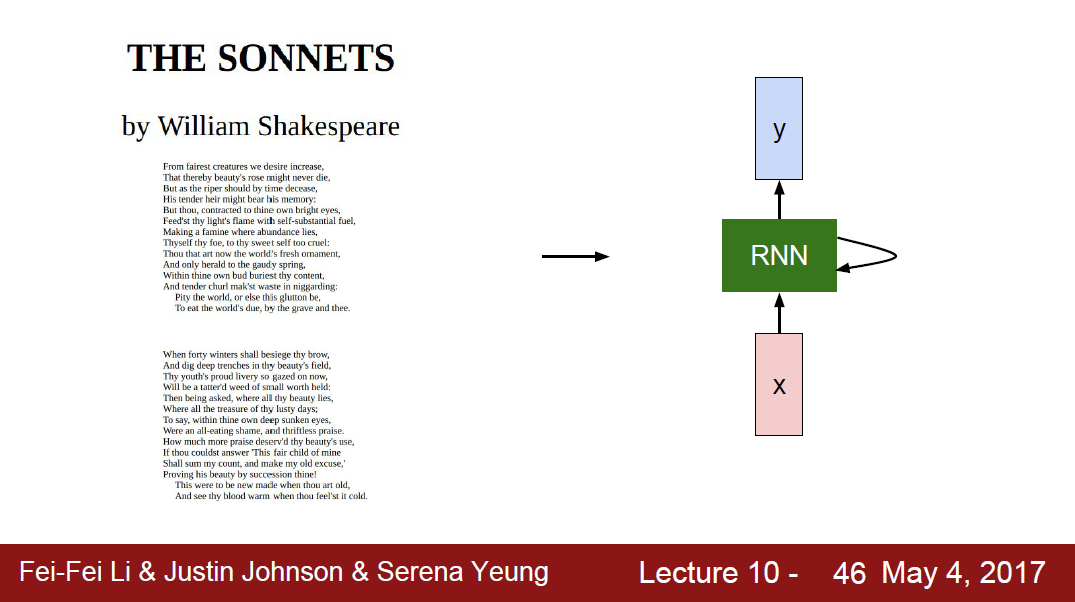 THE SONNETS
by William Shakespeare
From fairest creatures we desire increase,
That thereby beauty's rose might never die,
But as the riper should by time decease,
His tender heir might bear his memory:
But thou, contracted to thine own bright eyes,
Feed'st thy light's flame with self-substantial fuel,
Making a famine where abundance lies,
Thyself thy foe, to thy sweet self too cruel:
Thou that art now the world's fresh ornament,
And only herald to the gaudy spring,
Within thine own bud buriest thy content,
And tender churl mak'st waste in niggarding:
Pity the world, or else this glutton be,
To eat the world's due, by the grave and thee.
When forty winters shall besiege thy brow,
And dig deep trenches in thy beauty's field,
Thy youth's proud livery so gazed on now,
Will be a tatter'd weed of small worth held:
Then being asked, where all thy beauty lies,
Where all the treasure of thy lusty days;
To say, within thine own deep sunken eyes,
Were an all-eating shame, and thriftless praise.
How much more praise deserv'd thy beauty's use,
If thou couldst answer 'This fair child of mine
Shall sum my count, and make my old excuse,'
Proving his beauty by succession thine!
This were to be new made when thou art old,
And see thy blood warm when thou feel'st it cold.
y
RNN
x
Fei-Fei Li & Justin Johnson & Serena Yeung Lecture 10 - 46 May 4, 2017